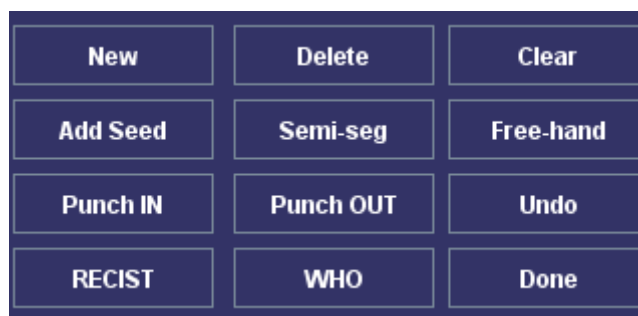 New Delete Clear
Add Seed Semi-seg Free-hand
Punch IN Punch OUT Undo
RECIST WHO Done